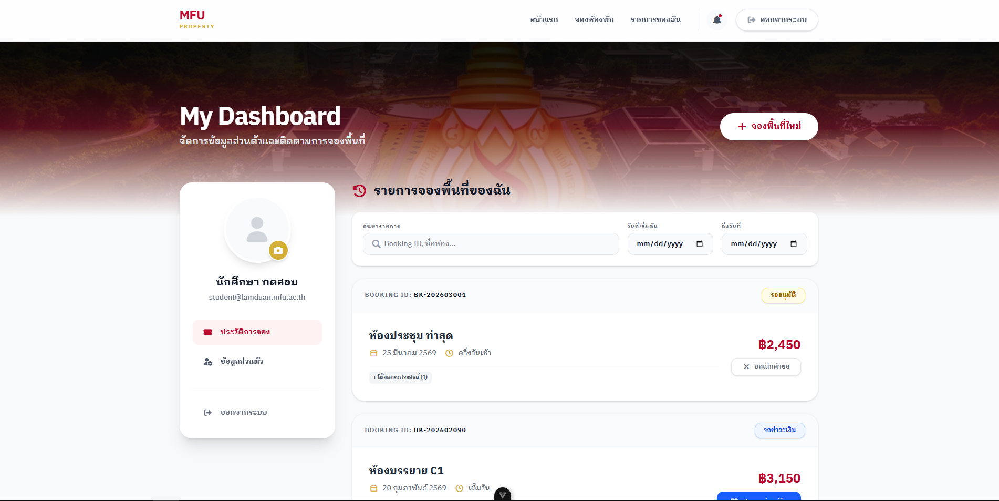 MFU
PROPERTY
หน้าแรก
จองห้องพัก
รายการของฉัน
ออกจากระบบ
My Dashboard
จัดการข้อมูลส่วนตัวและติดตามการจองพื้นที่
+ จองพื้นที่ใหม่
นักศึกษา ทดสอบ
student@lamduan.mfu.ac.th
ประวัติการจอง
ข้อมูลส่วนตัว
ออกจากระบบ
รายการจองพื้นที่ของฉัน
ค้นหารายการ
Booking ID, ชื่อห้อง...
วันที่เริ่มต้น
mm/dd/yyyy
ถึงวันที่
mm/dd/yyyy
BOOKING ID: BK-202603001
รออนุมัติ
ห้องประชุม ท่าสุด
25 มีนาคม 2569 ครึ่งวันเช้า
+ โต๊ะเอนกประสงค์ (1)
฿2,450
ยกเลิกคำขอ
BOOKING ID: BK-202602090
รอชำระเงิน
ห้องบรรยาย C1
20 กุมภาพันธ์ 2569 เต็มวัน
฿3,150